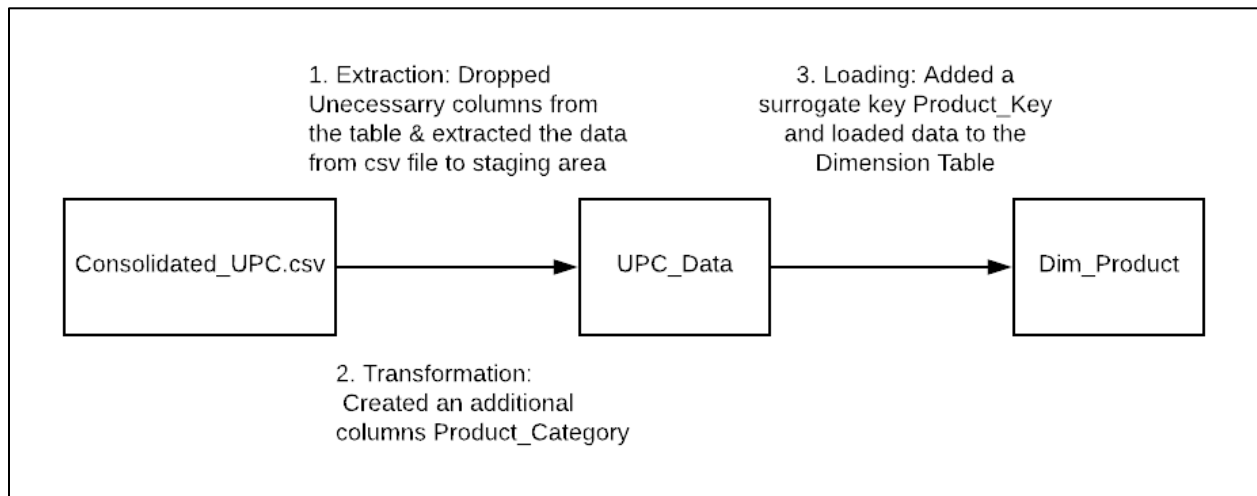 1. Extraction: Dropped
Unecessarry columns from
the table & extracted the data
from csv file to staging area
3. Loading: Added a
surrogate key Product_Key
and loaded data to the
Dimension Table
Consolidated_UPC.csv
UPC_Data
Dim_Product
2. Transformation:
Created an additional
columns Product_Category